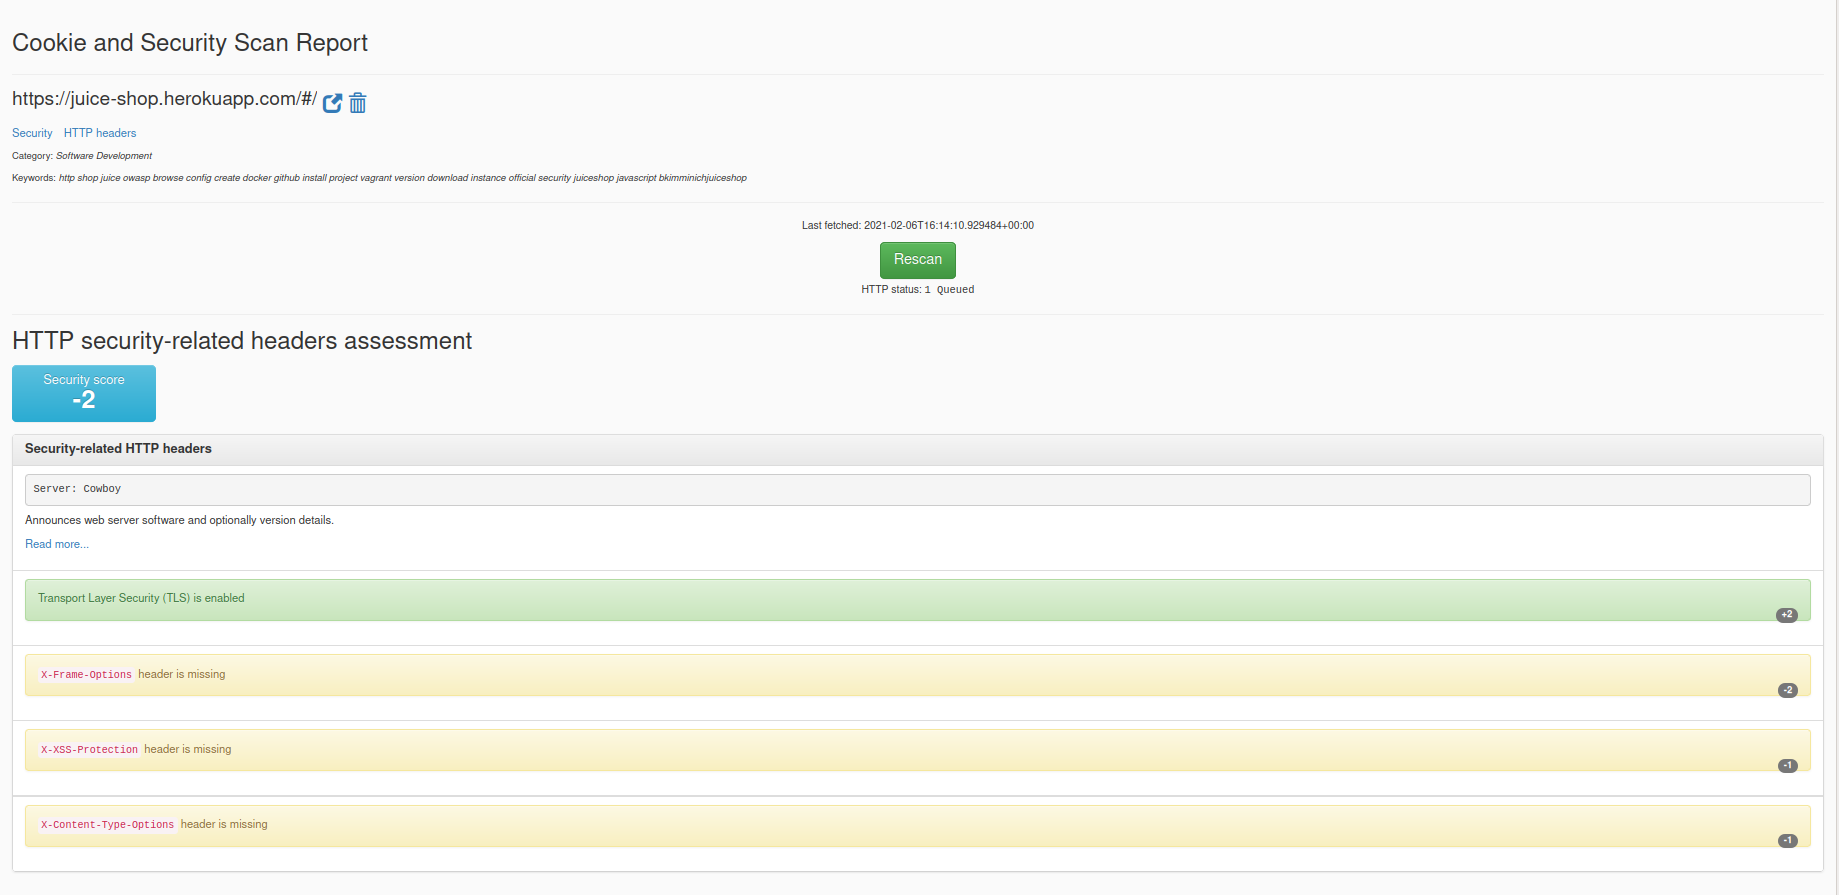 Cookie and Security Scan Report
https://juice-shop.herokuapp.com/#/
Security HTTP headers
Category: Software Development
Keywords: http shop juice owasp browse config create docker github install project vagrant version download instance official security juiceshop javascript bkimminichjuiceshop
Last fetched: 2021-02-06T16:14:10.929484+00:00
Rescan
HTTP status: 1 Queued
HTTP security-related headers assessment
Security score
-2
Security-related HTTP headers
Server: Cowboy
Announces web server software and optionally version details.
Read more...
Transport Layer Security (TLS) is enabled
+2
X-Frame-Options header is missing
-2
X-XSS-Protection header is missing
-1
X-Content-Type-Options header is missing
-1